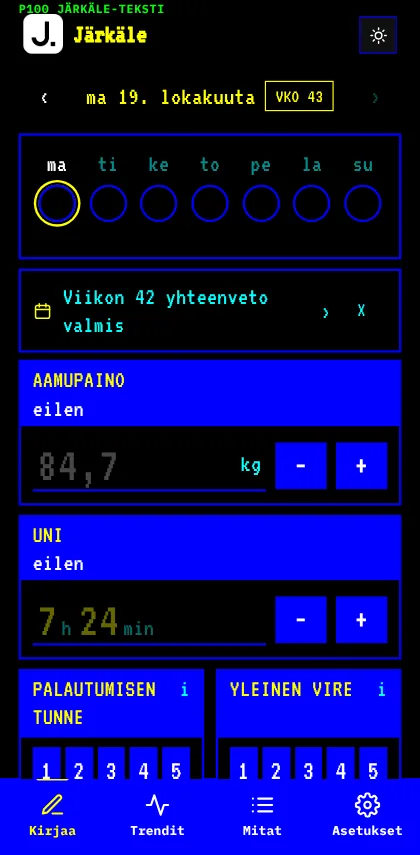 P100 JÄRKÄLE-TEKSTI
J. Järkäle
‹ ma 19. lokakuuta VKO 43 ›
ma ti ke to pe la su
Viikon 42 yhteenveto
valmis › X
AAMUPAINO
eilen
84,7 kg - +
UNI
eilen
7 h 24 min - +
PALAUTUMISEN i
TUNNE
YLEINEN VIRE i
1 2 3 4 5
1 2 3 4 5
Kirjaa Trendit Mitat Asetukset